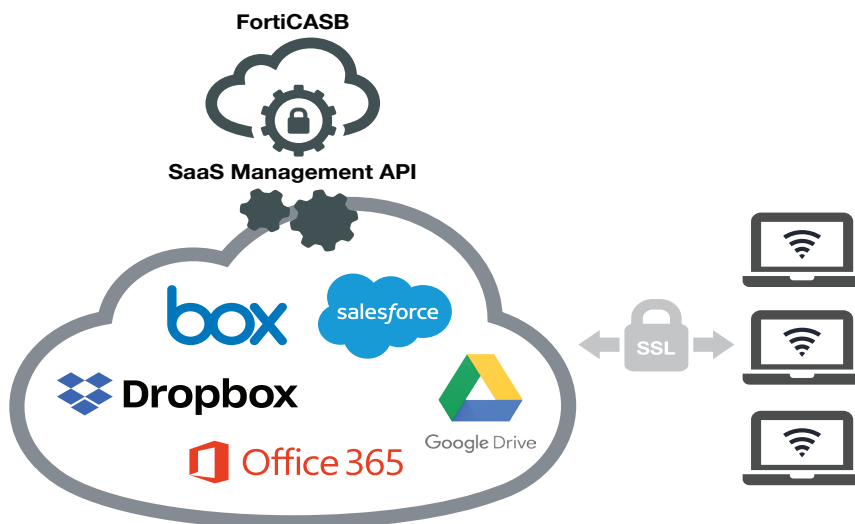 FortiCASB
SaaS Management API
box
salesforce
SSL
Dropbox
Google Drive
Office 365